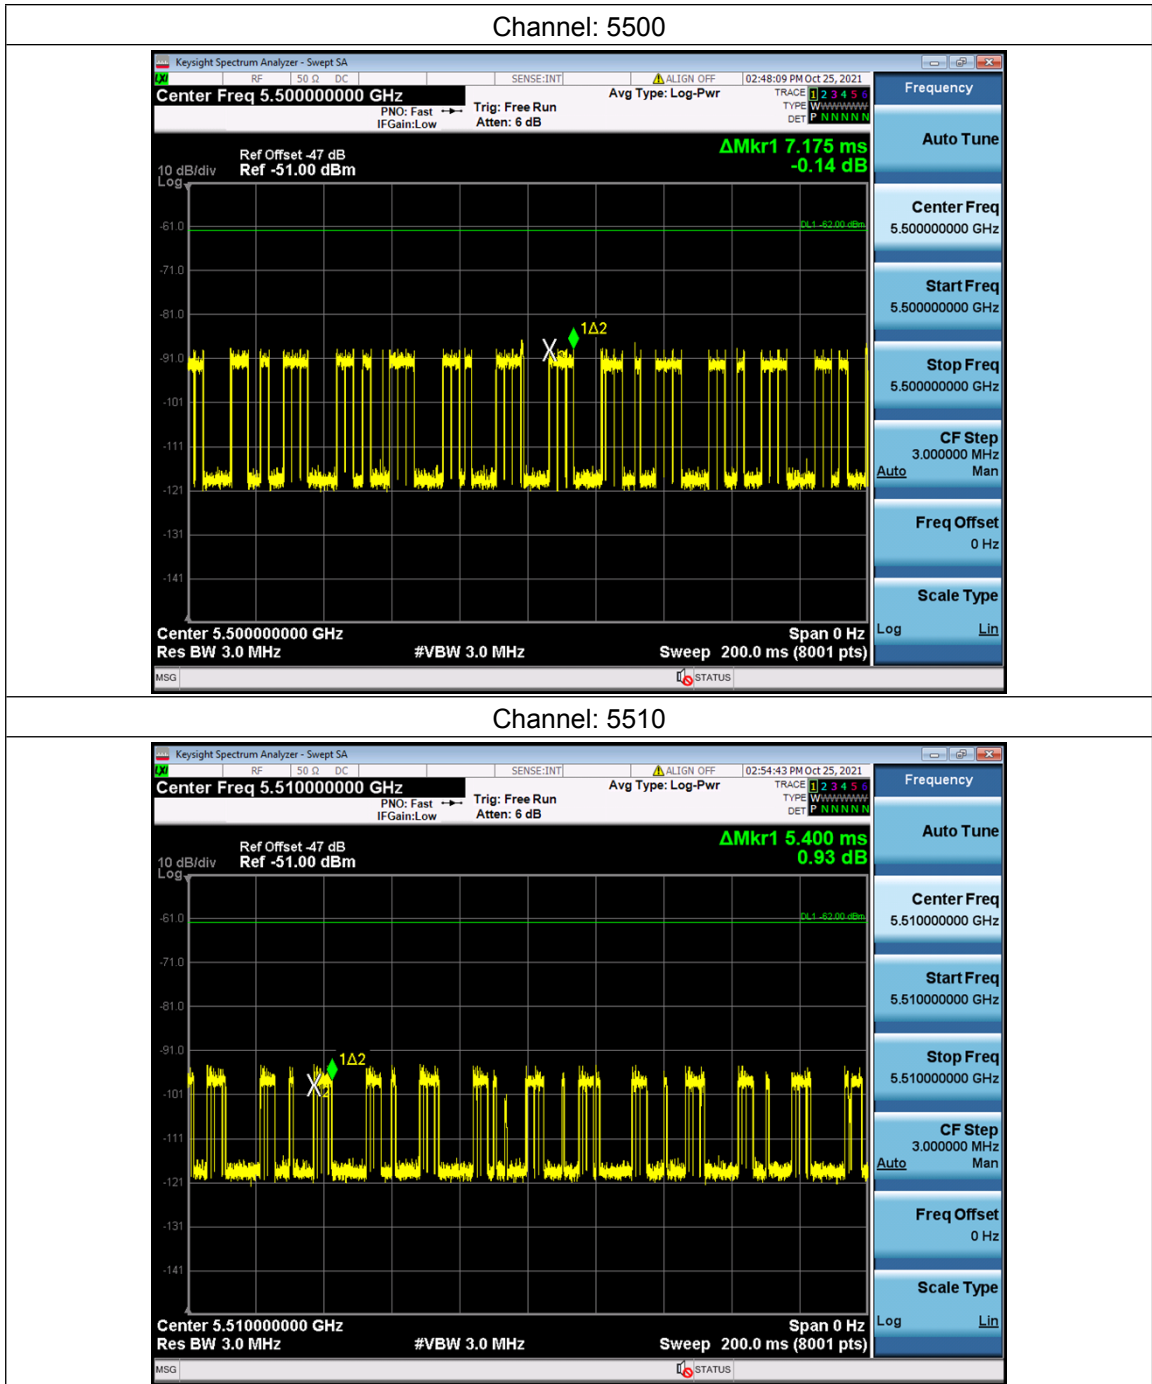 Channel: 5500
Keysight Spectrum Analyzer - Swept SA
LXI RF 50 Ω DC SENSE:INT ALIGN OFF 02:48:09 PM Oct 25, 2021
Center Freq 5.500000000 GHz
PNO: Fast
IFGain:Low
Trig: Free Run
Atten: 6 dB
Avg Type: Log-Pwr
TRACE 1 2 3 4 5 6
TYPE WWWWWW
DET P N N N N N
Frequency
Auto Tune
ΔMkr1 7.175 ms
-0.14 dB
Ref Offset -47 dB
10 dB/div Ref -51.00 dBm
Log
-61.0
DL1 -62.00 dBm
-71.0
-81.0
1Δ2
-91.0
-101
-111
-121
-131
-141
Center Freq
5.500000000 GHz
Start Freq
5.500000000 GHz
Stop Freq
5.500000000 GHz
CF Step
3.000000 MHz
Auto Man
Freq Offset
0 Hz
Scale Type
Log Lin
Center 5.500000000 GHz Span 0 Hz
Res BW 3.0 MHz #VBW 3.0 MHz Sweep 200.0 ms (8001 pts)
MSG STATUS
Channel: 5510
Keysight Spectrum Analyzer - Swept SA
LXI RF 50 Ω DC SENSE:INT ALIGN OFF 02:54:43 PM Oct 25, 2021
Center Freq 5.510000000 GHz
PNO: Fast
IFGain:Low
Trig: Free Run
Atten: 6 dB
Avg Type: Log-Pwr
TRACE 1 2 3 4 5 6
TYPE WWWWWW
DET P N N N N N
Frequency
Auto Tune
ΔMkr1 5.400 ms
0.93 dB
Ref Offset -47 dB
10 dB/div Ref -51.00 dBm
Log
-61.0
DL1 -62.00 dBm
-71.0
-81.0
-91.0
1Δ2
2
-101
-111
-121
-131
-141
Center Freq
5.510000000 GHz
Start Freq
5.510000000 GHz
Stop Freq
5.510000000 GHz
CF Step
3.000000 MHz
Auto Man
Freq Offset
0 Hz
Scale Type
Log Lin
Center 5.510000000 GHz Span 0 Hz
Res BW 3.0 MHz #VBW 3.0 MHz Sweep 200.0 ms (8001 pts)
MSG STATUS